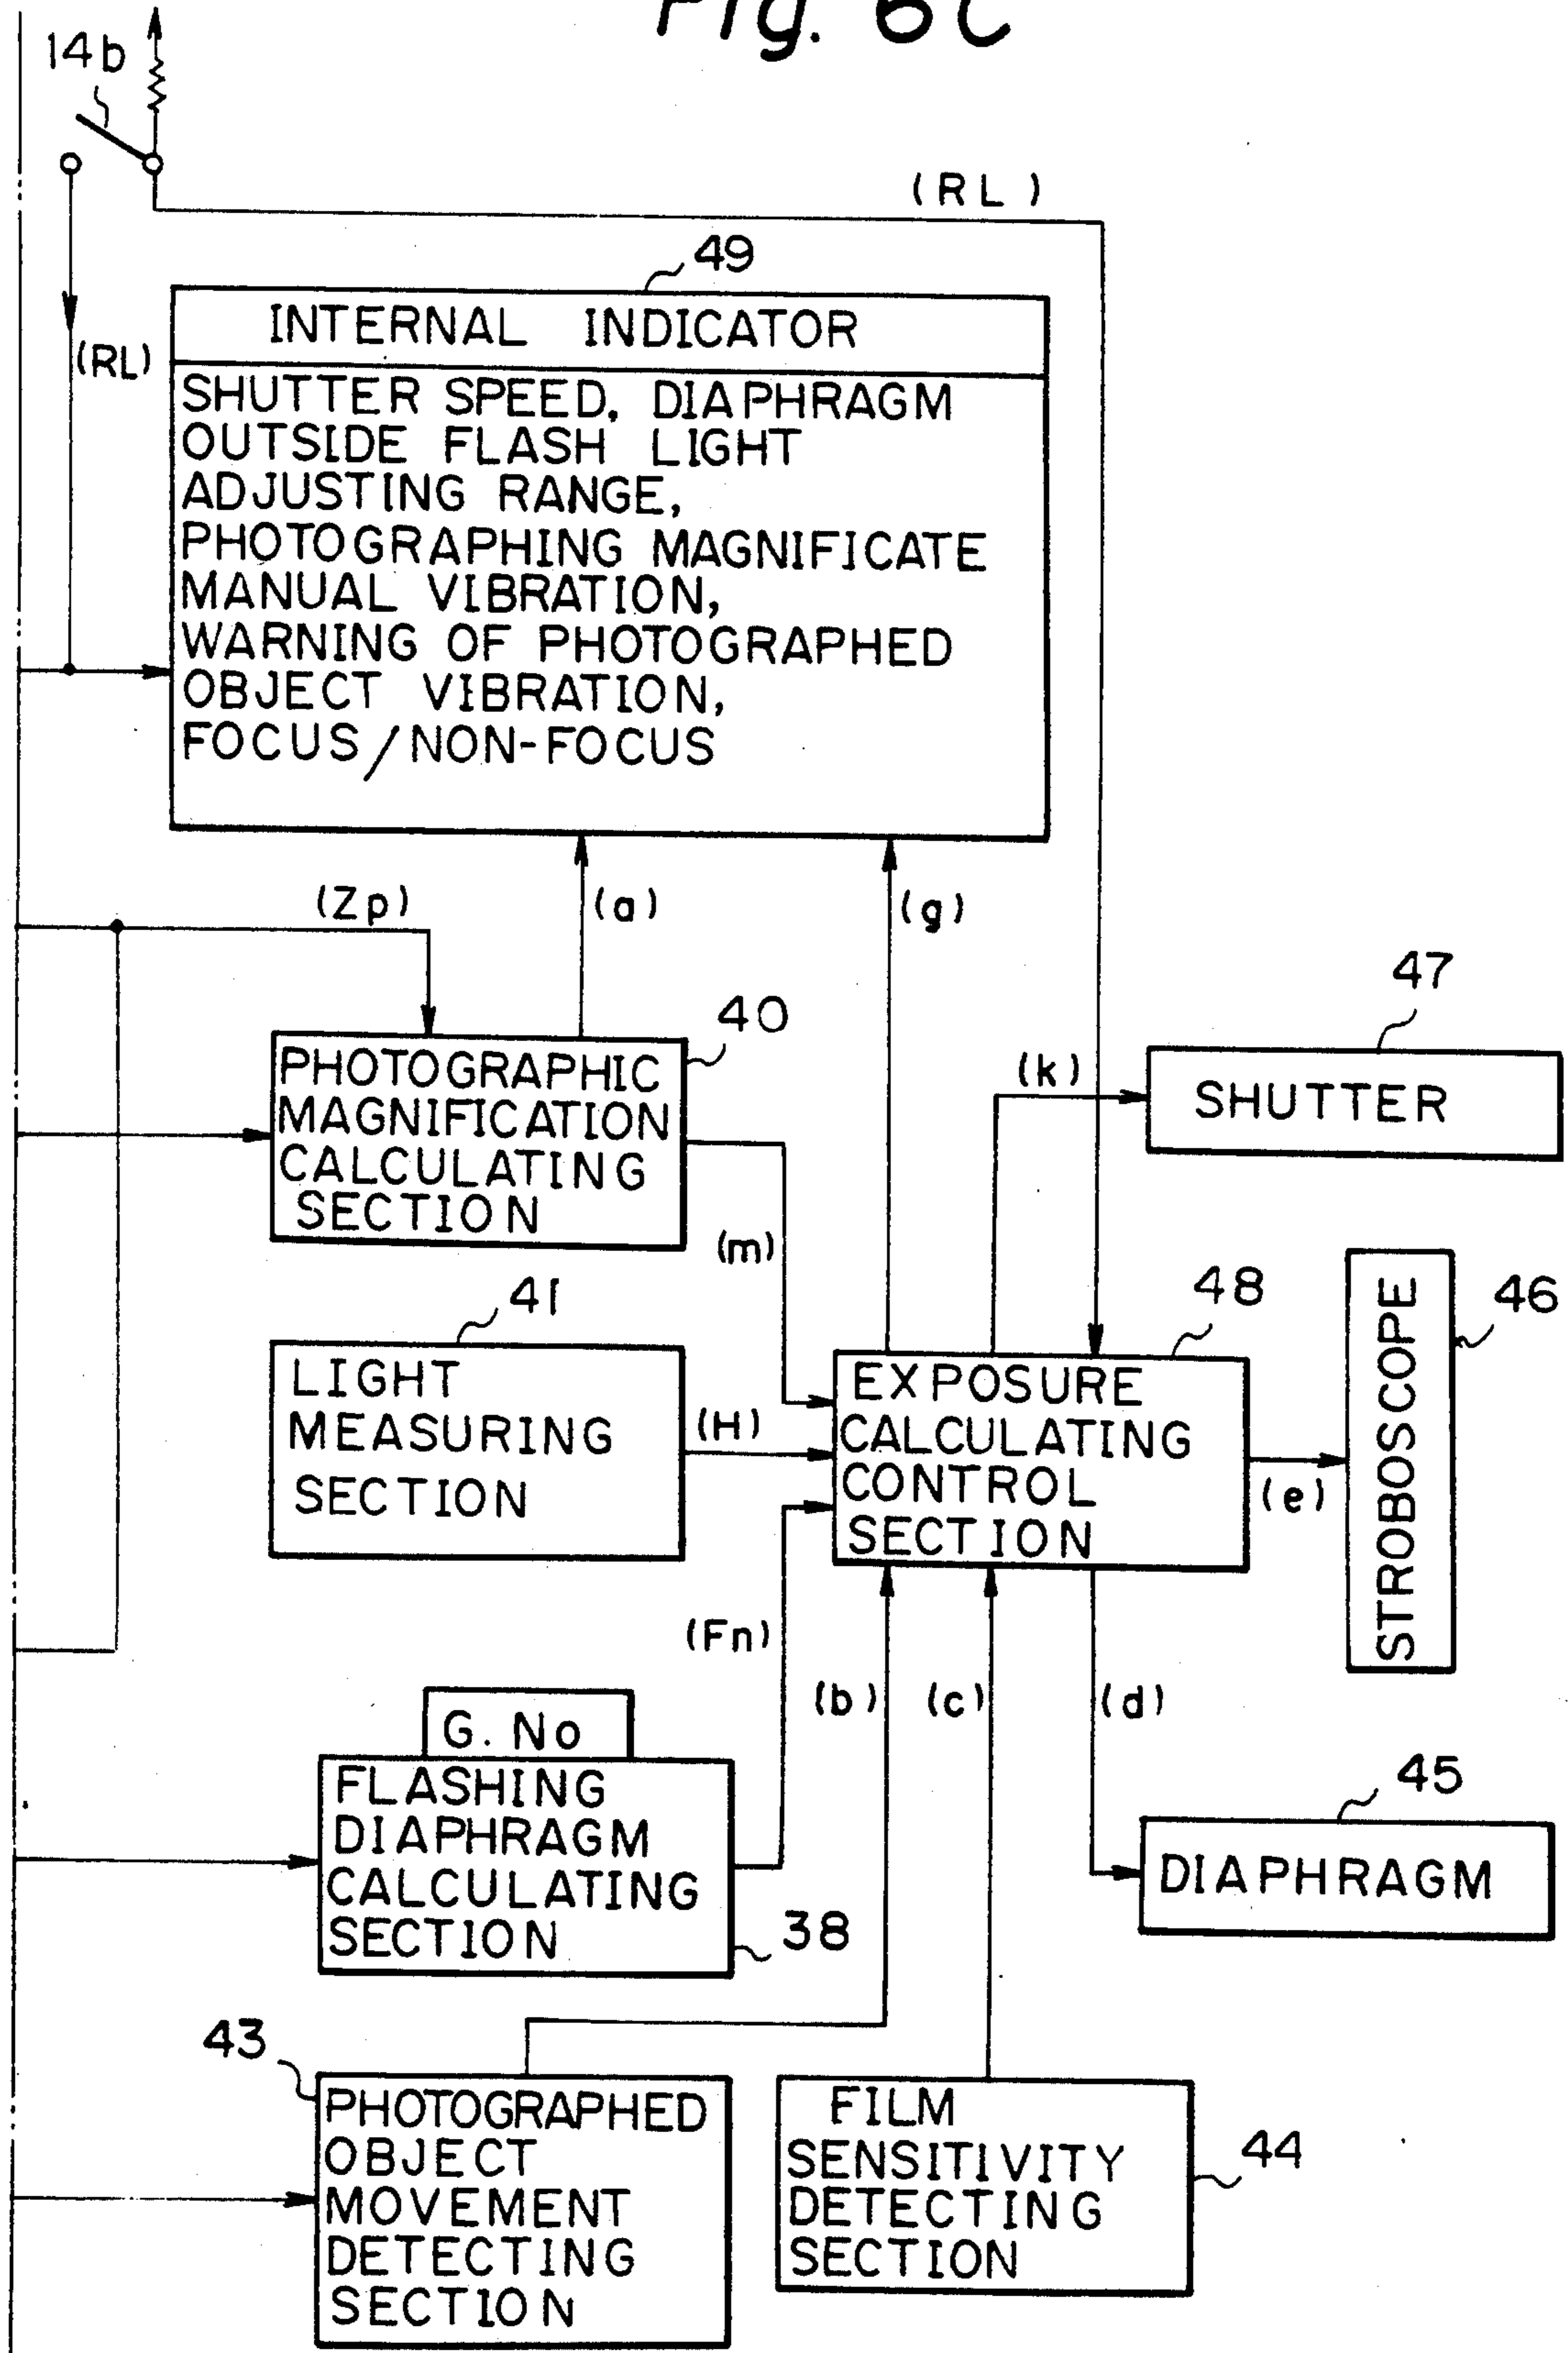 Fig. 6C
14b
(RL)
49
INTERNAL INDICATOR
(RL)
SHUTTER SPEED, DIAPHRAGM
OUTSIDE FLASH LIGHT
ADJUSTING RANGE,
PHOTOGRAPHING MAGNIFICATE
MANUAL VIBRATION,
WARNING OF PHOTOGRAPHED
OBJECT VIBRATION,
FOCUS/NON-FOCUS
(Zp)
(a)
(g)
47
40
PHOTOGRAPHIC
MAGNIFICATION
CALCULATING
SECTION
(k)
SHUTTER
(m)
41
48
46
LIGHT
MEASURING
SECTION
(H)
EXPOSURE
CALCULATING
CONTROL
SECTION
(e)
STROBOSCOPE
(Fn)
(b)
(c)
(d)
G. No
FLASHING
DIAPHRAGM
CALCULATING
SECTION
38
45
DIAPHRAGM
43
PHOTOGRAPHED
OBJECT
MOVEMENT
DETECTING
SECTION
FILM
SENSITIVITY
DETECTING
SECTION
44